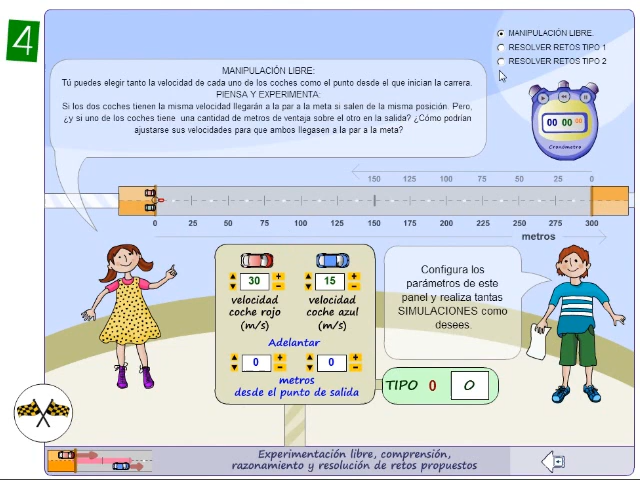 4
MANIPULACIÓN LIBRE.
RESOLVER RETOS TIPO 1
RESOLVER RETOS TIPO 2
MANIPULACIÓN LIBRE:
Tú puedes elegir tanto la velocidad de cada uno de los coches como el punto desde el que inician la carrera.
PIENSA Y EXPERIMENTA:
Si los dos coches tienen la misma velocidad llegarán a la par a la meta si salen de la misma posición. Pero,
¿y si uno de los coches tiene una cantidad de metros de ventaja sobre el otro en la salida? ¿Cómo podrían
ajustarse sus velocidades para que ambos llegasen a la par a la meta?
00 00 00
Cronómetro
150 125 100 75 50 25 0
0 25 50 75 100 125 150 175 200 225 250 275 300
metros
30 15
velocidad coche rojo (m/s)
velocidad coche azul (m/s)
Adelantar
0 0
metros
desde el punto de salida
Configura los
parámetros de este
panel y realiza tantas
SIMULACIONES como
desees.
TIPO 0 0
Experimentación libre, comprensión,
razonamiento y resolución de retos propuestos